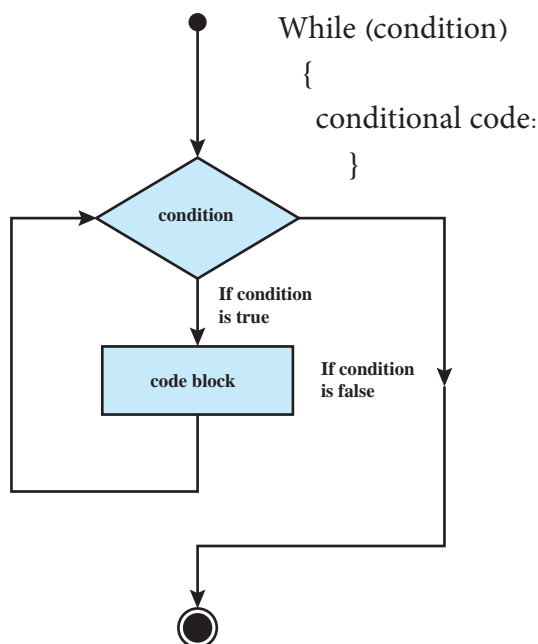 While (condition)
{
conditional code:
}
condition
If condition
is true
code block
If condition
is false